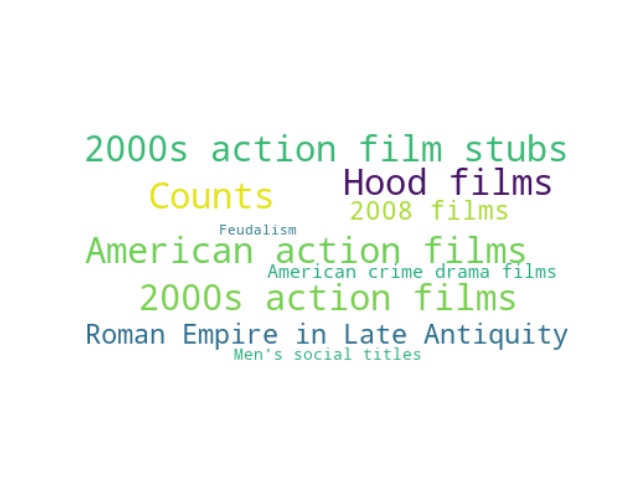 2000s action film stubs
Hood films
Counts
2008 films
Feudalism
American action films
American crime drama films
2000s action films
Roman Empire in Late Antiquity
Men's social titles